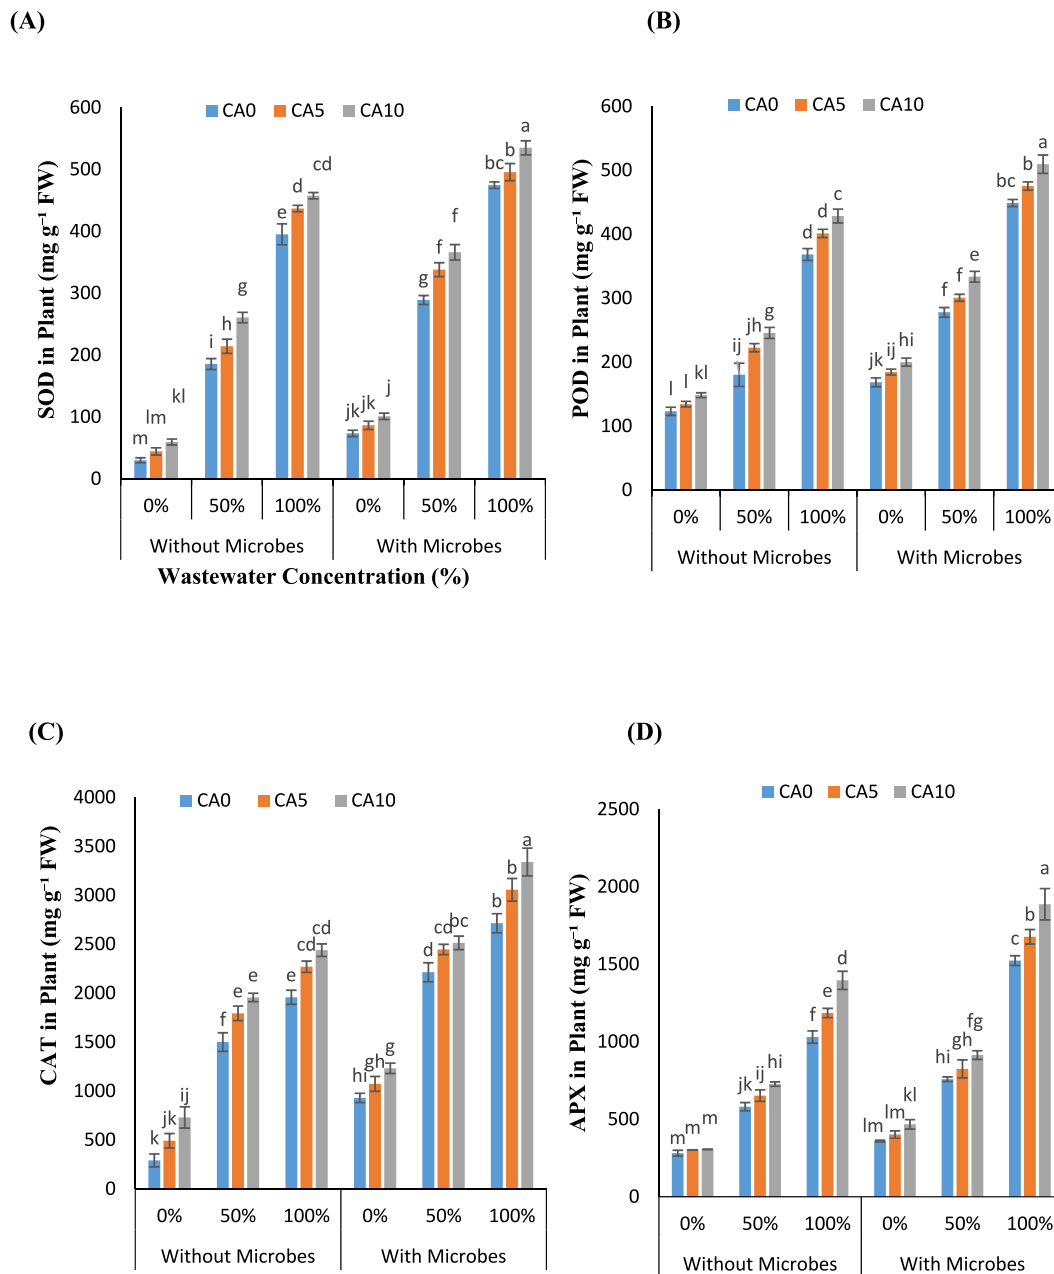 (A)
SOD in Plant (mg g⁻¹ FW)
CA0 CA5 CA10
600
500
400
300
200
100
0
m lm kl i h g e d cd jk jk j g f f bc b a
0% 50% 100% 0% 50% 100%
Without Microbes With Microbes
Wastewater Concentration (%)
(B)
POD in Plant (mg g⁻¹ FW)
CA0 CA5 CA10
600
500
400
300
200
100
0
l l kl ij jh g d d c jk ij hi f f e bc b a
0% 50% 100% 0% 50% 100%
Without Microbes With Microbes
(C)
CAT in Plant (mg g⁻¹ FW)
CA0 CA5 CA10
4000
3500
3000
2500
2000
1500
1000
500
0
k jk ij f e e e cd cd hi gh g d cd bc b b a
0% 50% 100% 0% 50% 100%
Without Microbes With Microbes
(D)
APX in Plant (mg g⁻¹ FW)
CA0 CA5 CA10
2500
2000
1500
1000
500
0
m m m jk ij hi f e d lm lm kl hi gh fg c b a
0% 50% 100% 0% 50% 100%
Without Microbes With Microbes